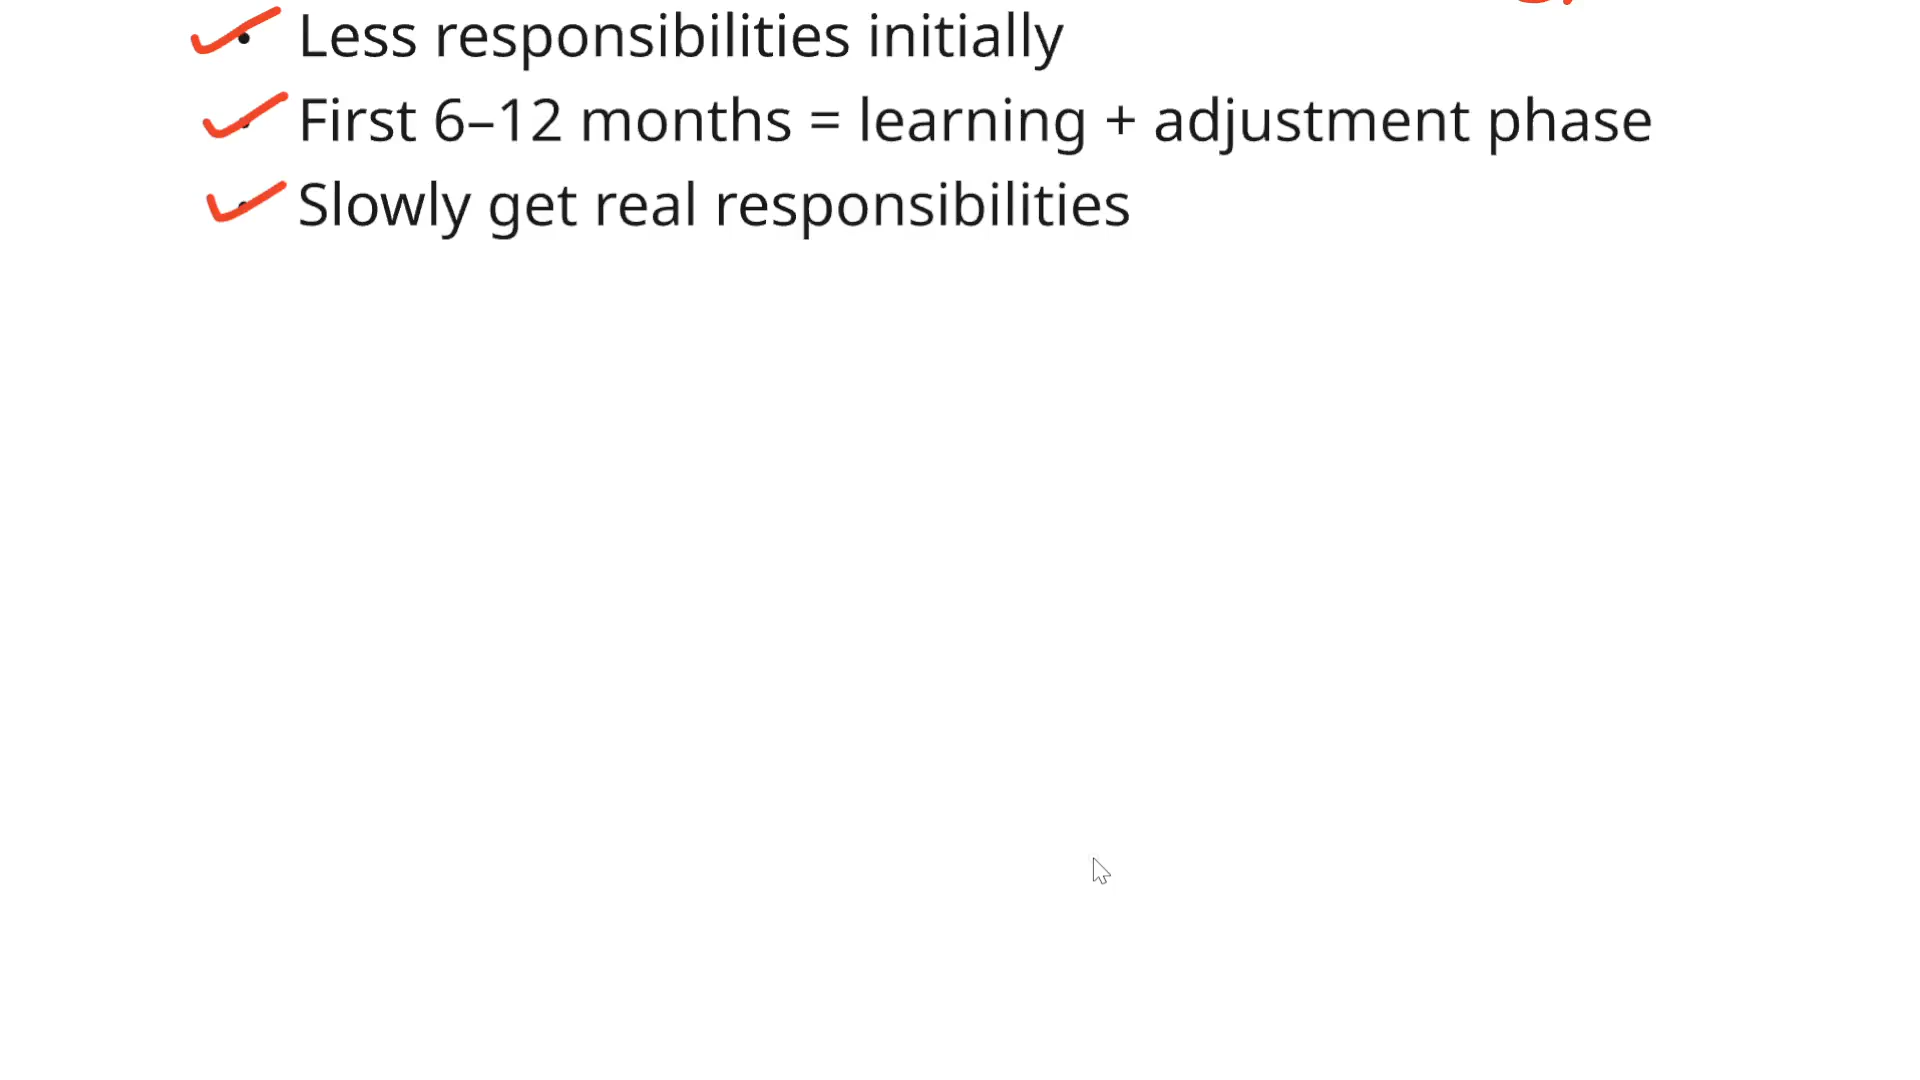 • Less responsibilities initially
• First 6–12 months = learning + adjustment phase
• Slowly get real responsibilities